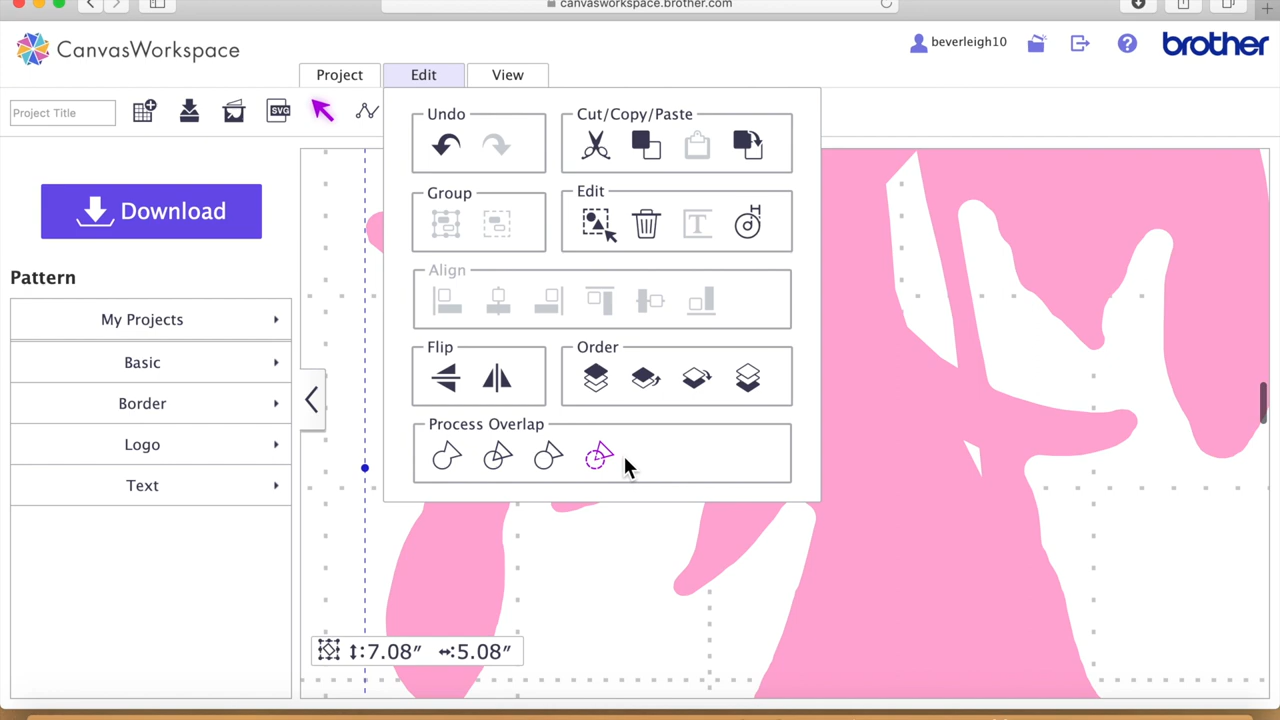 canvasworkspace.brother.com
CanvasWorkspace
beverleigh10
?
brother
Project
Edit
View
Project Title
SVG
Undo
Cut/Copy/Paste
Group
Edit
T
H
Align
Flip
Order
Process Overlap
Download
Pattern
My Projects
Basic
Border
Logo
Text
7.08"
5.08"